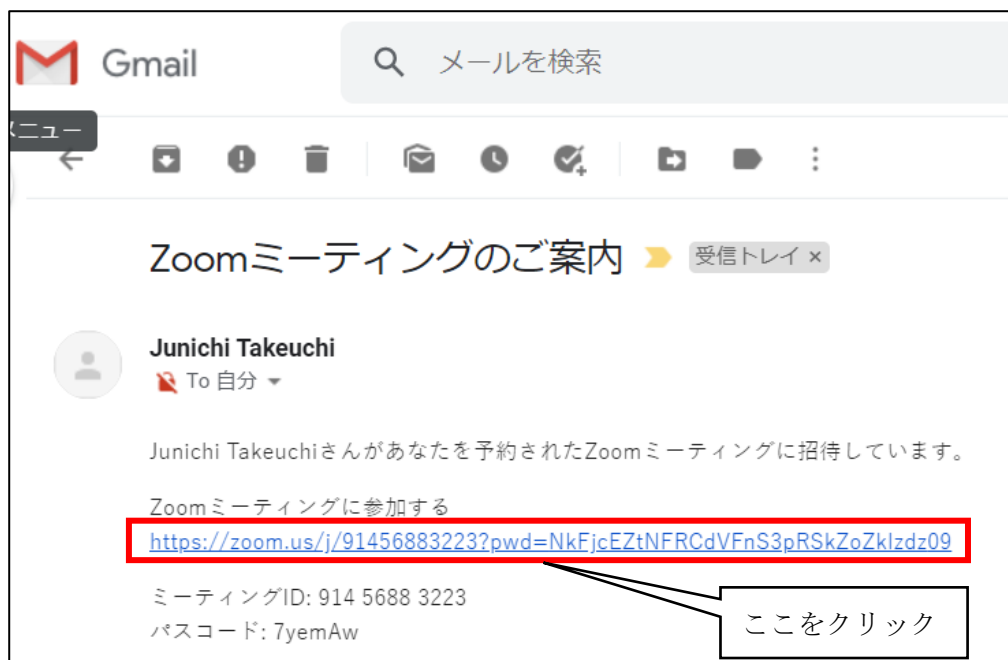 Gmail
メールを検索
メニュー
Zoomミーティングのご案内
受信トレイ ×
Junichi Takeuchi
To 自分
Junichi Takeuchiさんがあなたを予約されたZoomミーティングに招待しています。
Zoomミーティングに参加する
https://zoom.us/j/91456883223?pwd=NkFjcEZtNFRCdVFnS3pRSkZoZklzdz09
ミーティングID: 914 5688 3223
パスコード: 7yemAw
ここをクリック